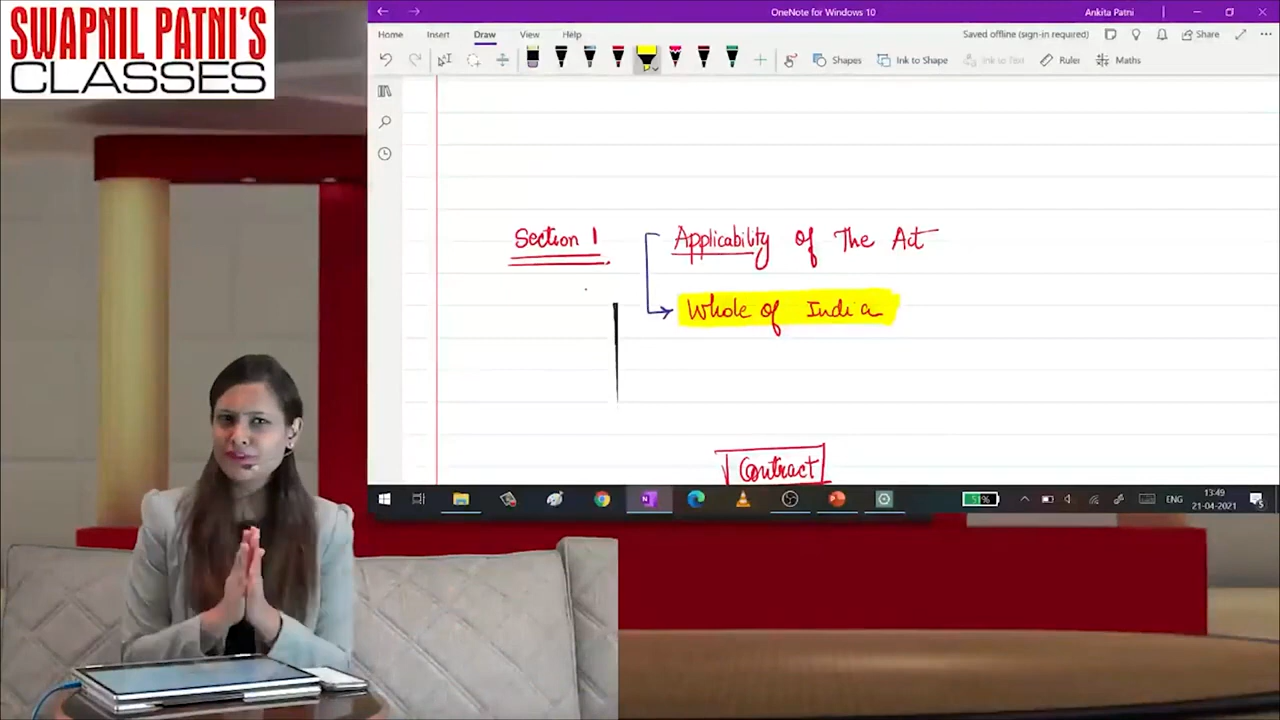 SWAPNIL PATNI'S
CLASSES
OneNote for Windows 10
Ankita Patni
Home Insert Draw View Help
Saved offline (sign-in required)
Share
Shapes Ink to Shape Ink to Text Ruler Maths
Section 1 Applicability of The Act
Whole of India
Contract
51%
ENG
13:49
21-04-2021